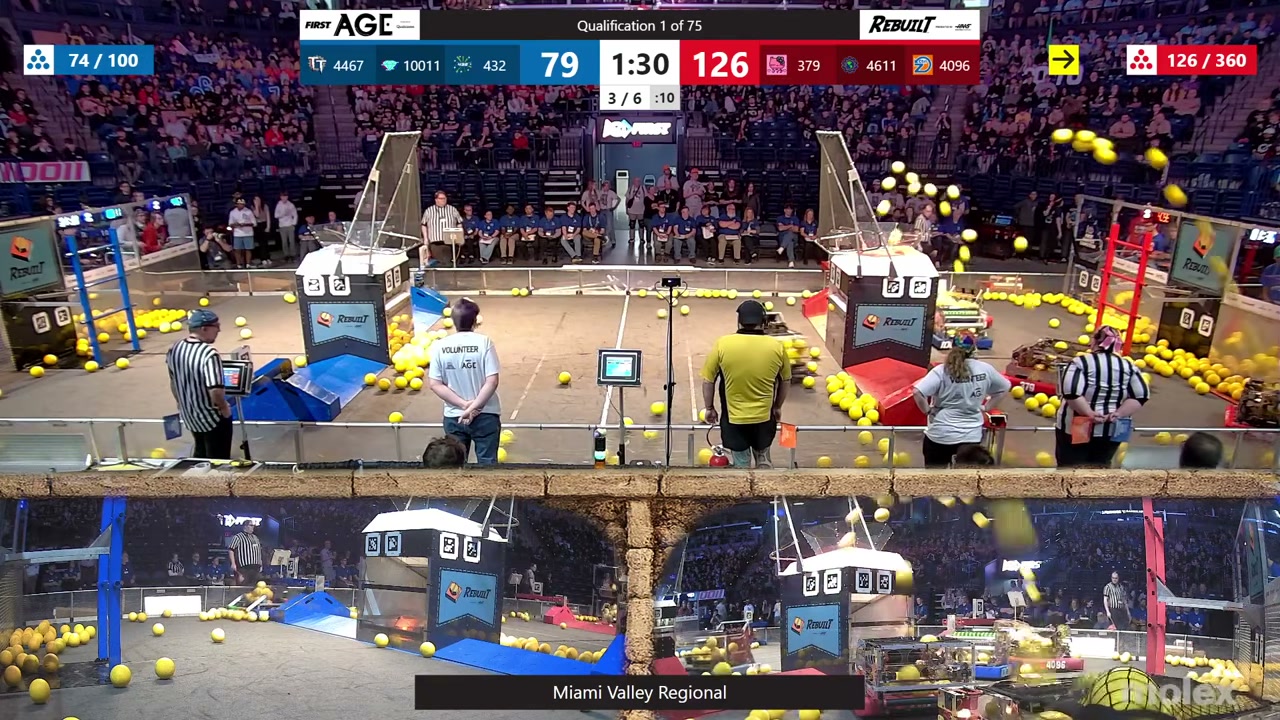 FIRST AGE
Qualification 1 of 75
REBUILT
74 / 100
4467
10011
432
79
1:30
126
379
4611
4096
126 / 360
3 / 6
:10
REBUILT
REBUILT
REBUILT
REBUILT
VOLUNTEER
AGE
VOLUNTEER
REBUILT
REBUILT
4096
Miami Valley Regional
molex